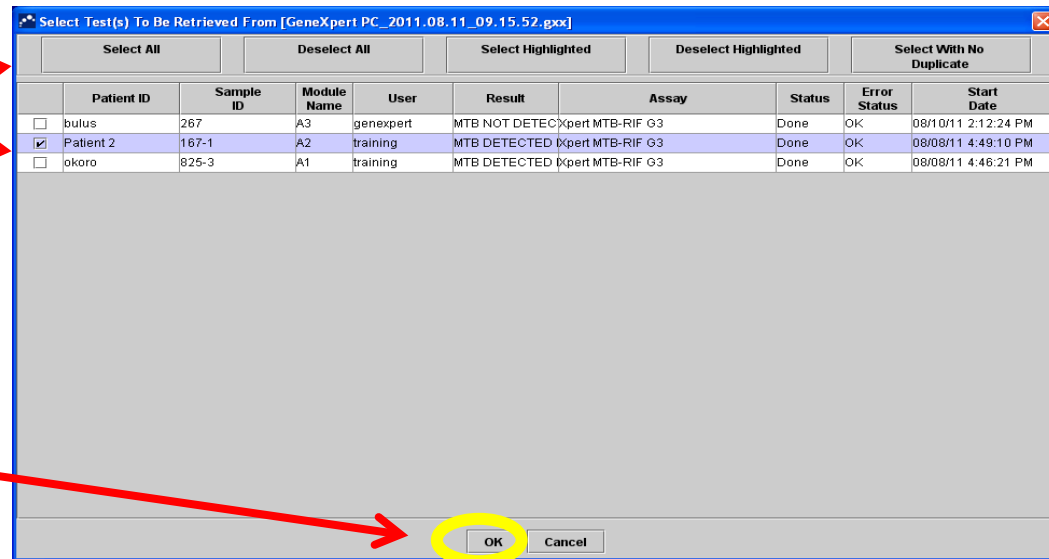 Select Test(s) To Be Retrieved From [GeneXpert PC_2011.08.11_09.15.52.gxx]
Select All Deselect All Select Highlighted Deselect Highlighted Select With No Duplicate
Patient ID Sample ID Module Name User Result Assay Status Error Status Start Date
bulus 267 A3 genexpert MTB NOT DETEC Xpert MTB-RIF G3 Done OK 08/10/11 2:12:24 PM
Patient 2 167-1 A2 training MTB DETECTED Xpert MTB-RIF G3 Done OK 08/08/11 4:49:10 PM
okoro 825-3 A1 training MTB DETECTED Xpert MTB-RIF G3 Done OK 08/08/11 4:46:21 PM
OK Cancel